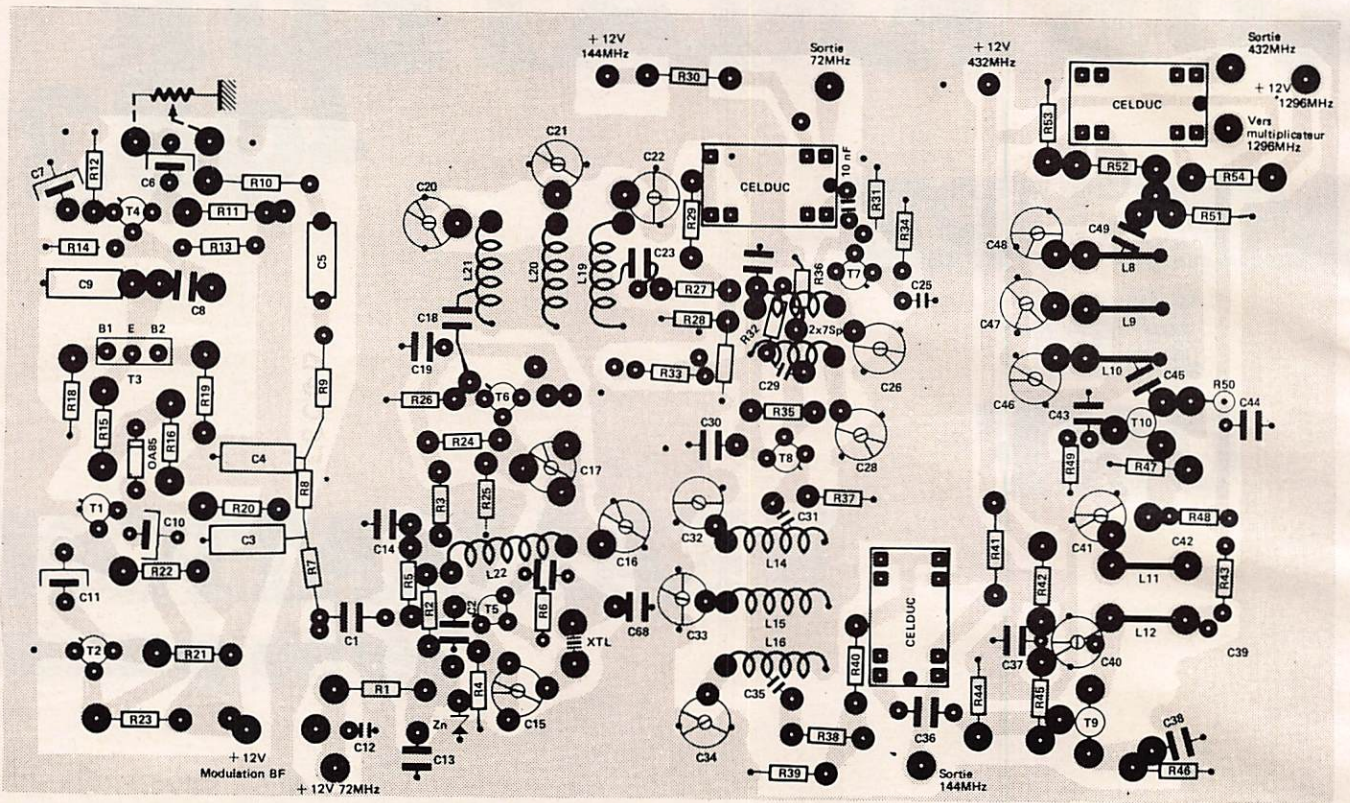 + 12V
144MHz
R30
Sortie
72MHz
+ 12V
432MHz
Sortie
432MHz
+ 12V
1296MHz
Vers
multiplicateur
1296MHz
CELDUC
R53
R52
R54
R51
C7
R12
C6
R10
T4
R11
R14
R13
C5
C9
C8
C21
C20
C22
R29
CELDUC
10 nF
R31
R34
L21
L20
L19
C23
R27
R28
R36
T7
C25
R32
2x7Sp
C29
C26
C18
C19
R33
C48
C49
L8
C47
L9
C46
L10
C45
R50
C44
C43
T10
R49
R47
B1 E B2
T3
R18
R15
R16
R19
R9
OA85
C4
R8
T1
C10
R20
C3
R22
C11
R7
C1
T2
R21
R23
+ 12V
Modulation BF
R26
T6
R24
C17
R3
R25
C14
L22
C16
R5
R2
C2
T5
R6
XTL
C68
R1
R4
Zn
C15
C12
C13
+ 12V 72MHz
R35
C30
T8
C28
R37
C32
C31
L14
C33
L15
L16
C35
C34
R40
R38
R39
CELDUC
C36
Sortie
144MHz
R41
R42
C41
C42
R48
R43
L11
L12
C39
C37
C40
R44
R45
T9
C38
R46